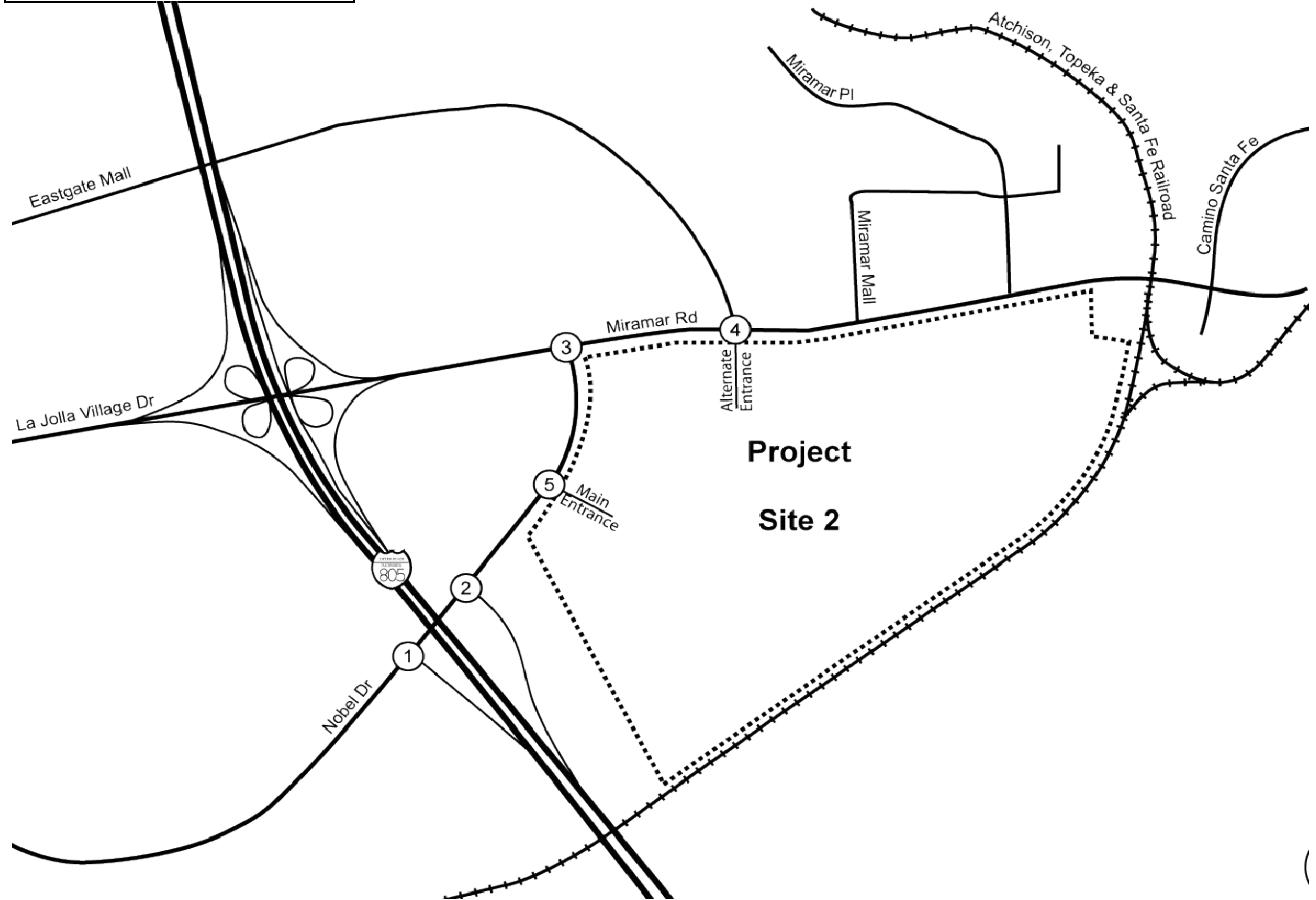 Atchison, Topeka & Santa Fe Railroad
Miramar Pl
Camino Santa Fe
Eastgate Mall
Miramar Mall
Miramar Rd
3
4
Alternate
Entrance
La Jolla Village Dr
Project
Site 2
5
Main
Entrance
805
2
1
Nobel Dr